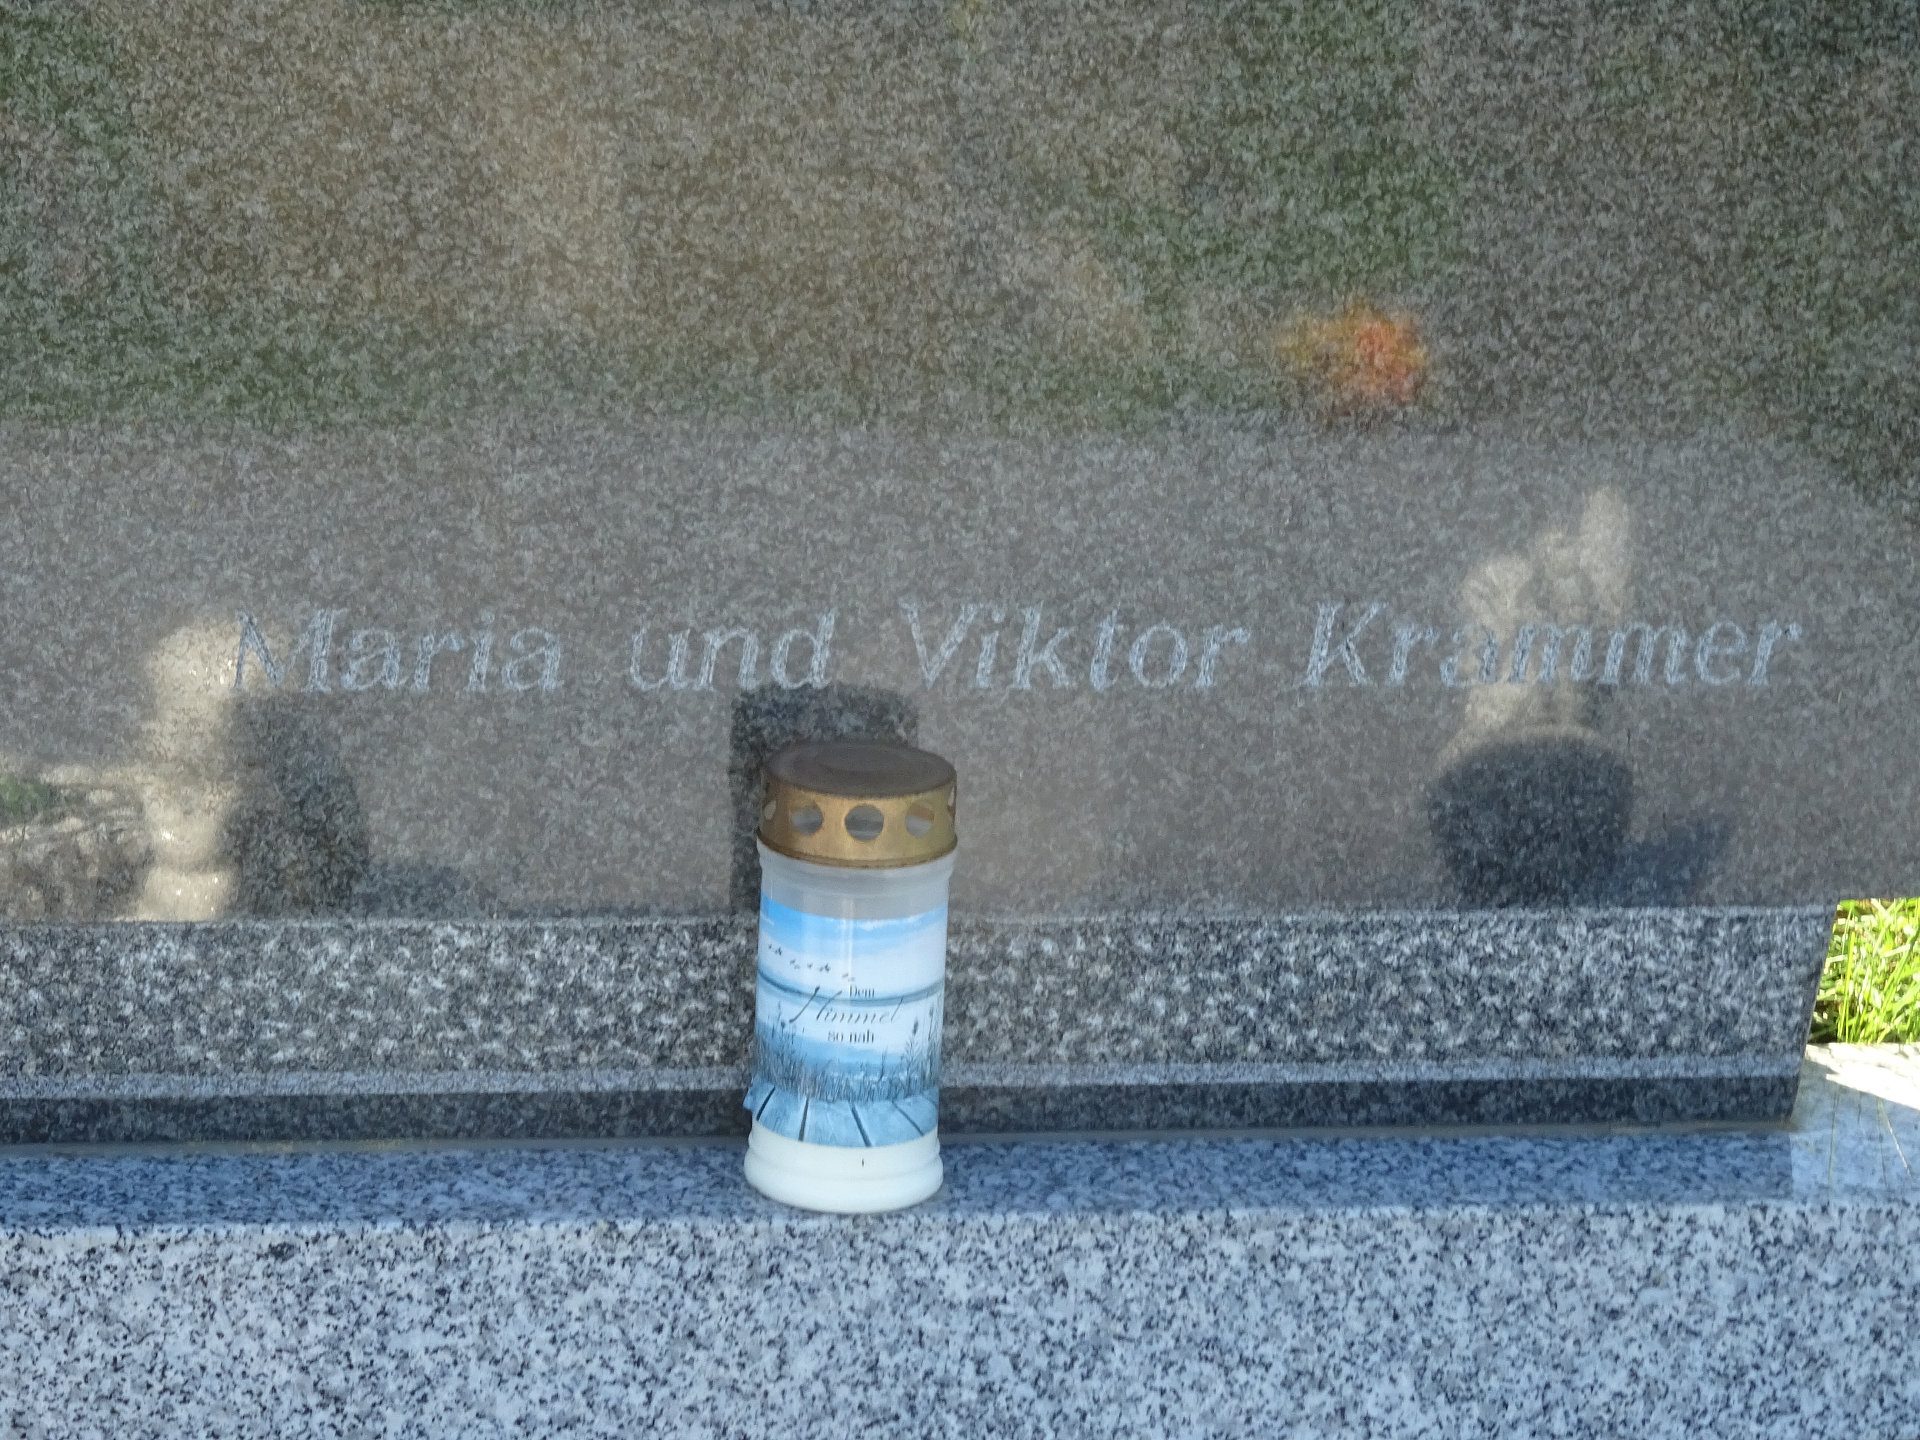 Maria und Viktor Krammer
Dem
Himmel
so nah